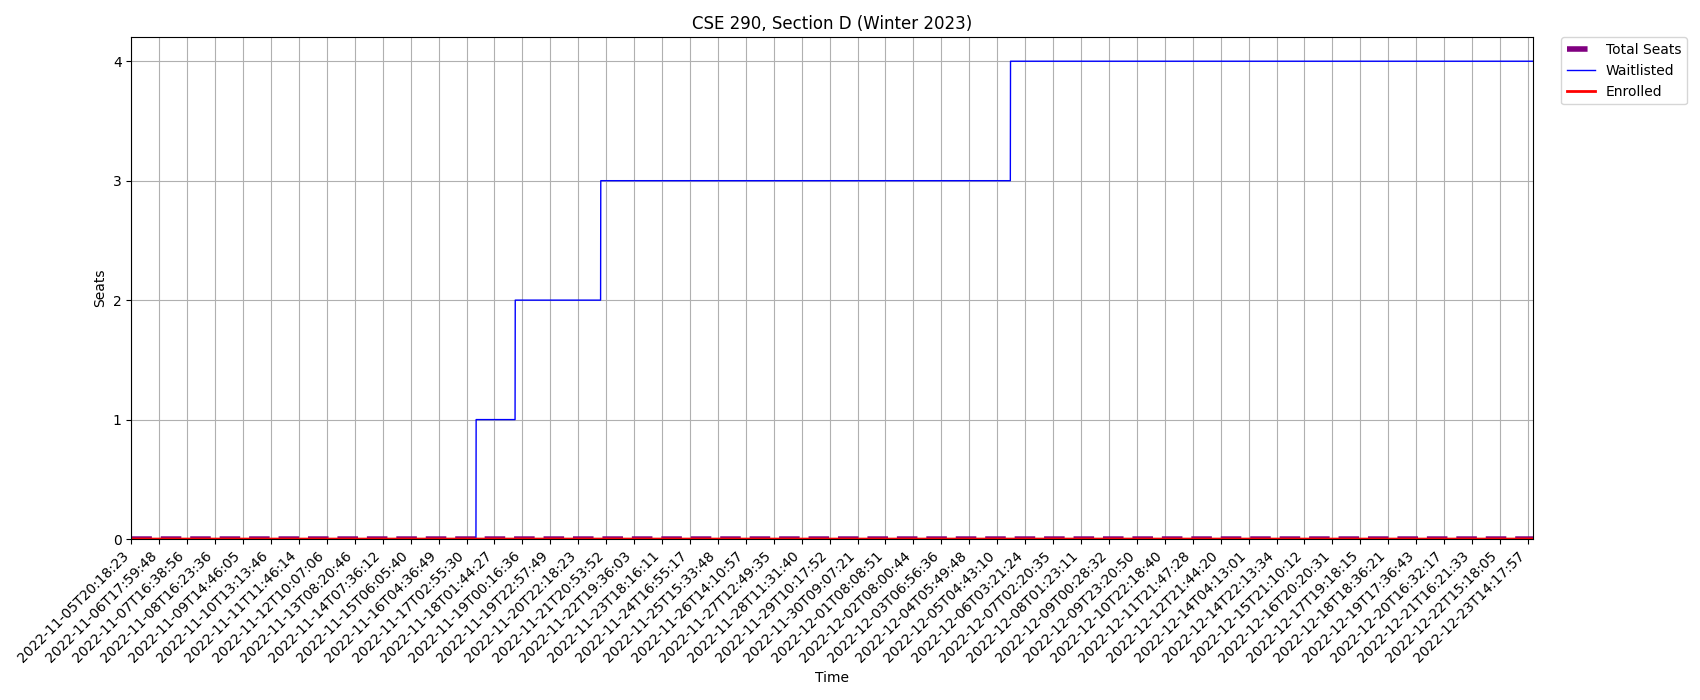 CSE 290, Section D (Winter 2023)
Total Seats
Waitlisted
Enrolled
Seats
4
3
2
1
0
2022-11-05T20:18:23
2022-11-06T17:59:48
2022-11-07T16:38:56
2022-11-08T16:23:36
2022-11-09T14:46:05
2022-11-10T13:13:46
2022-11-11T11:46:14
2022-11-12T10:07:06
2022-11-13T08:20:46
2022-11-14T07:36:12
2022-11-15T06:05:40
2022-11-16T04:36:49
2022-11-17T02:55:30
2022-11-18T01:44:27
2022-11-19T00:16:36
2022-11-19T22:57:49
2022-11-20T22:18:23
2022-11-21T20:53:52
2022-11-22T19:36:03
2022-11-23T18:16:11
2022-11-24T16:55:17
2022-11-25T15:33:48
2022-11-26T14:10:57
2022-11-27T12:49:35
2022-11-28T11:31:40
2022-11-29T10:17:52
2022-11-30T09:07:21
2022-12-01T08:08:51
2022-12-02T08:00:44
2022-12-03T06:56:36
2022-12-04T05:49:48
2022-12-05T04:43:10
2022-12-06T03:21:24
2022-12-07T02:20:35
2022-12-08T01:23:11
2022-12-09T00:28:32
2022-12-09T23:20:50
2022-12-10T22:18:40
2022-12-11T21:47:28
2022-12-12T21:44:20
2022-12-14T04:13:01
2022-12-14T22:13:34
2022-12-15T21:10:12
2022-12-16T20:20:31
2022-12-17T19:18:15
2022-12-18T18:36:21
2022-12-19T17:36:43
2022-12-20T16:32:17
2022-12-21T16:21:33
2022-12-22T15:18:05
2022-12-23T14:17:57
Time